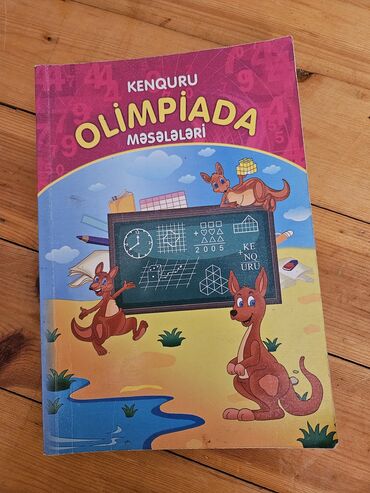 KENQURU
OLİMPİADA
MƏSƏLƏLƏRİ
2005
KE
NQ
URU